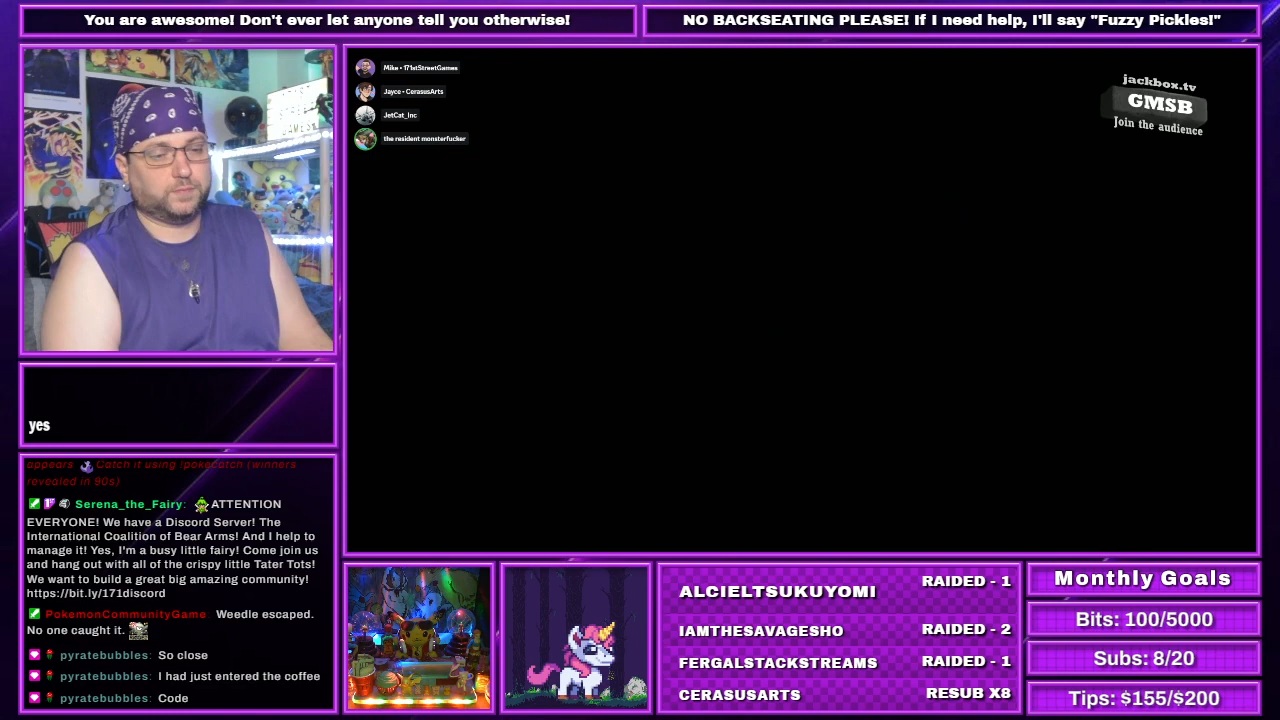 You are awesome! Don't ever let anyone tell you otherwise!
NO BACKSEATING PLEASE! If I need help, I'll say "Fuzzy Pickles!"
Mike • 171stStreetGames
Jayce • CerasusArts
JetCat_Inc
the resident monsterfucker
jackbox.tv
GMSB
Join the audience
yes
appears Catch it using !pokecatch (winners
revealed in 90s)
Serena_the_Fairy: ATTENTION
EVERYONE! We have a Discord Server! The
International Coalition of Bear Arms! And I help to
manage it! Yes, I'm a busy little fairy! Come join us
and hang out with all of the crispy little Tater Tots!
We want to build a great big amazing community!
https://bit.ly/171discord
PokemonCommunityGame Weedle escaped.
No one caught it.
pyratebubbles: So close
pyratebubbles: I had just entered the coffee
pyratebubbles: Code
ALCIELTSUKUYOMI RAIDED - 1
IAMTHESAVAGESHO RAIDED - 2
FERGALSTACKSTREAMS RAIDED - 1
CERASUSARTS RESUB X8
Monthly Goals
Bits: 100/5000
Subs: 8/20
Tips: $155/$200